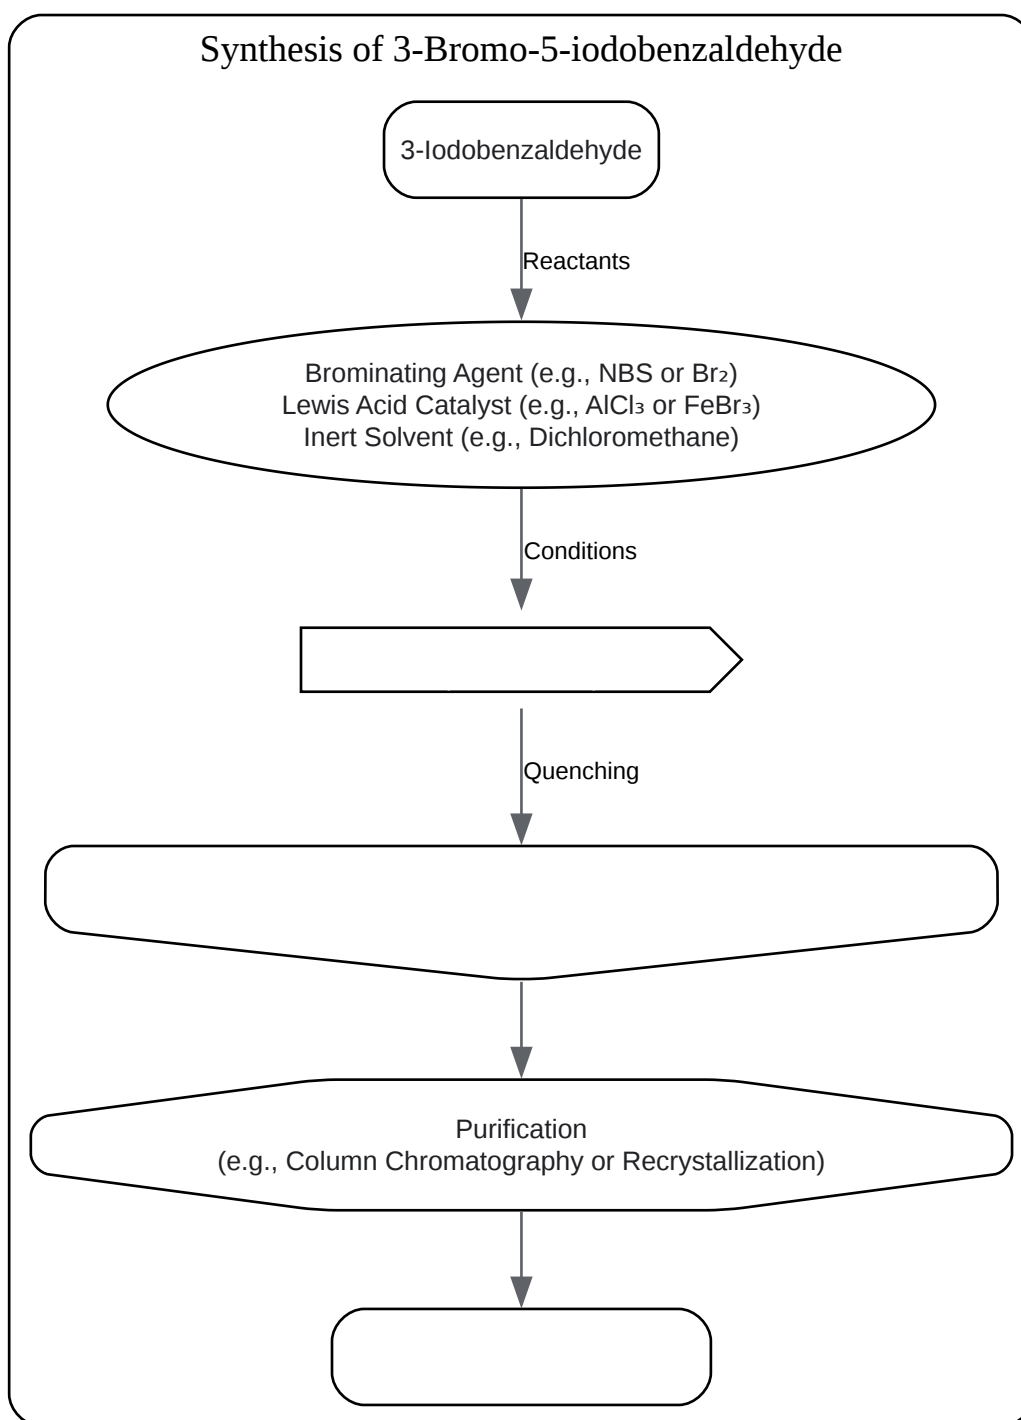 Synthesis of 3-Bromo-5-iodobenzaldehyde
3-Iodobenzaldehyde
Reactants
Brominating Agent (e.g., NBS or Br₂)
Lewis Acid Catalyst (e.g., AlCl₃ or FeBr₃)
Inert Solvent (e.g., Dichloromethane)
Conditions
Quenching
Purification
(e.g., Column Chromatography or Recrystallization)